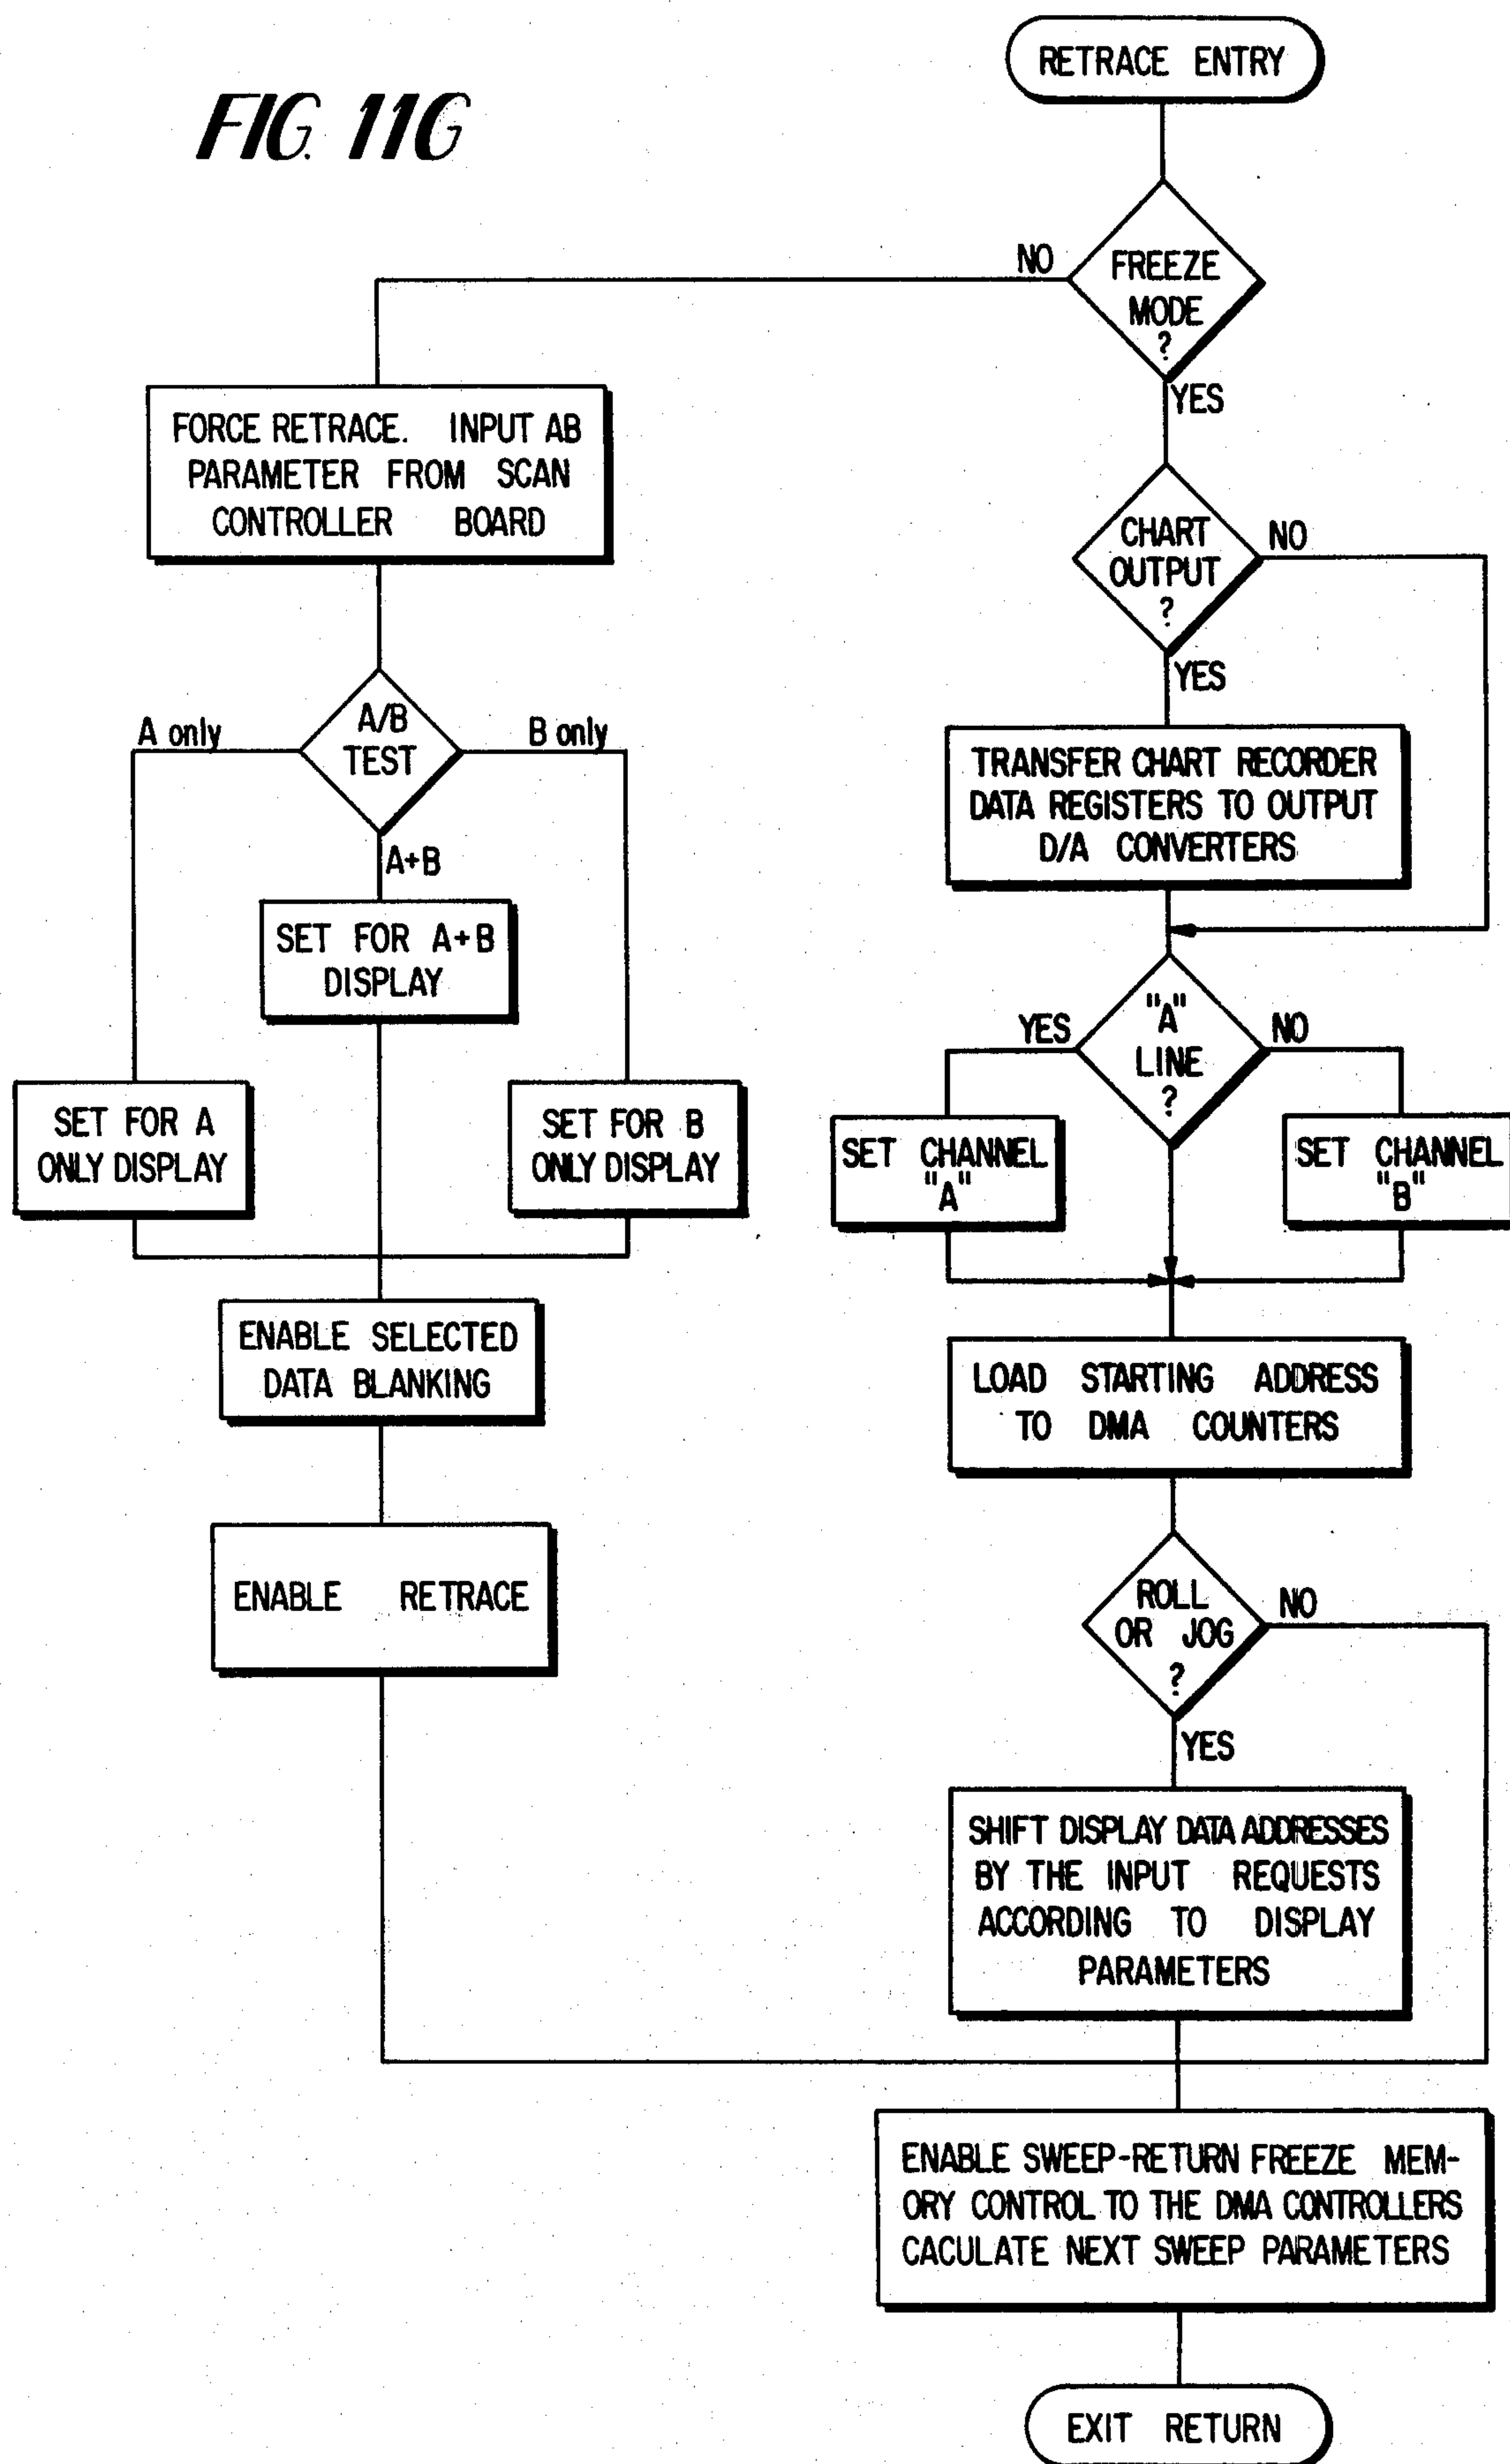 FIG. 11G
RETRACE ENTRY
NO
FREEZE
MODE
?
YES
FORCE RETRACE. INPUT AB
PARAMETER FROM SCAN
CONTROLLER BOARD
A only
A/B
TEST
B only
A+B
SET FOR A+B
DISPLAY
SET FOR A
ONLY DISPLAY
SET FOR B
ONLY DISPLAY
ENABLE SELECTED
DATA BLANKING
ENABLE RETRACE
CHART
OUTPUT
?
NO
YES
TRANSFER CHART RECORDER
DATA REGISTERS TO OUTPUT
D/A CONVERTERS
YES
"A"
LINE
?
NO
SET CHANNEL
"A"
SET CHANNEL
"B"
LOAD STARTING ADDRESS
TO DMA COUNTERS
ROLL
OR JOG
?
NO
YES
SHIFT DISPLAY DATA ADDRESSES
BY THE INPUT REQUESTS
ACCORDING TO DISPLAY
PARAMETERS
ENABLE SWEEP-RETURN FREEZE MEM-
ORY CONTROL TO THE DMA CONTROLLERS
CACULATE NEXT SWEEP PARAMETERS
EXIT RETURN